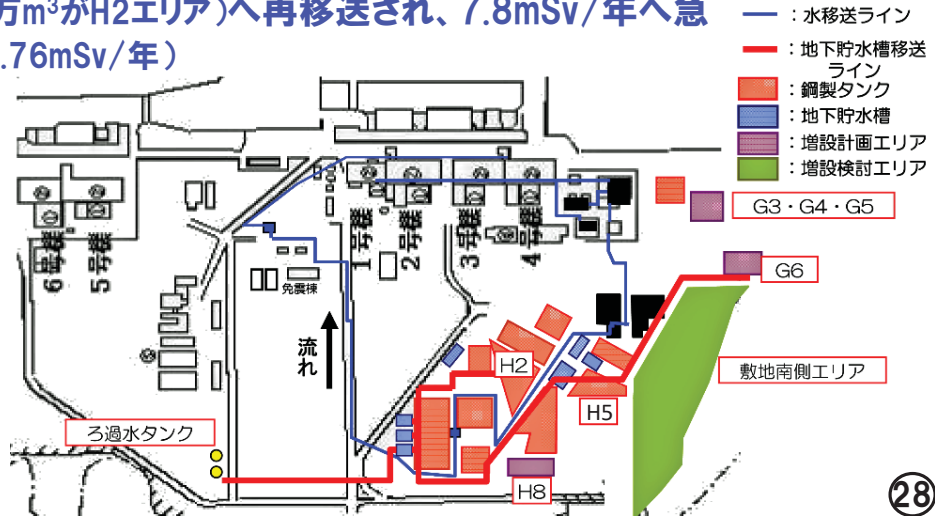 万m³がH2エリア)へ再移送され、7.8mSv/年へ急
.76mSv/年)
：水移送ライン
：地下貯水槽移送
ライン
：鋼製タンク
：地下貯水槽
：増設計画エリア
：増設検討エリア
G3・G4・G5
6号機
5号機
1号機
2号機
3号機
4号機
免震棟
G6
流れ
H2
敷地南側エリア
H5
ろ過水タンク
H8
28